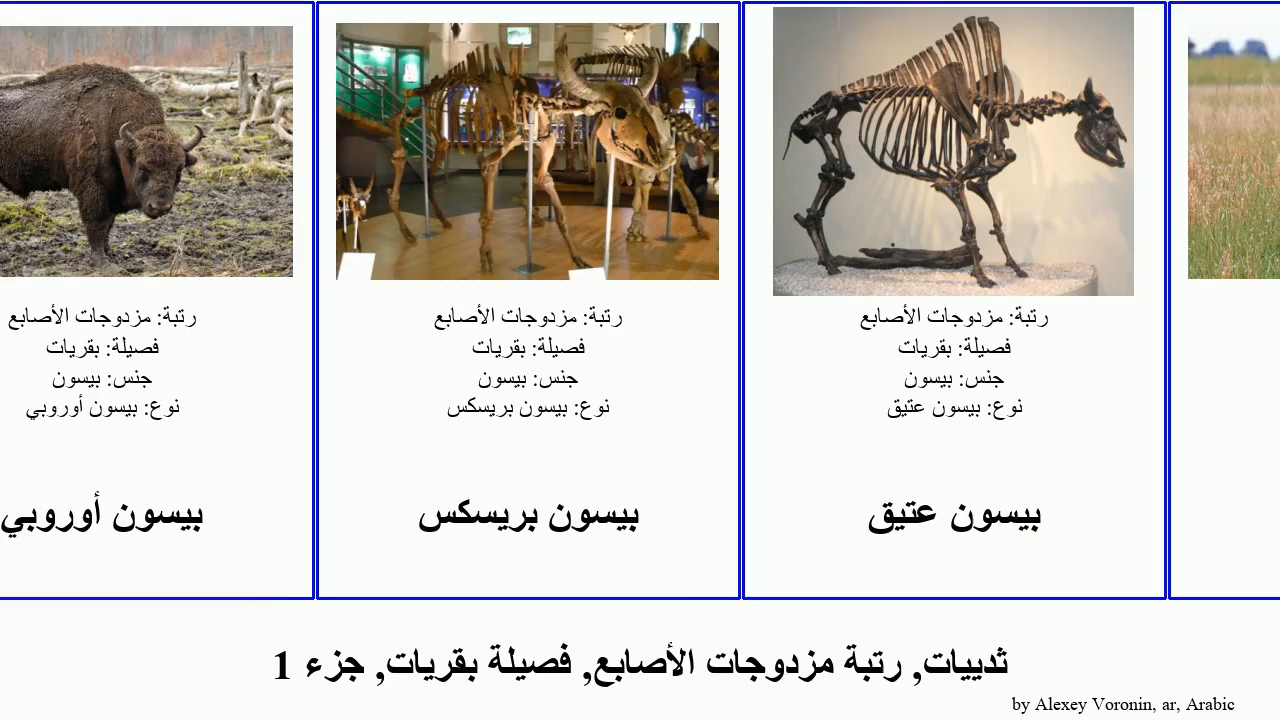 رتبة: مزدوجات الأصابع
فصيلة: بقريات
جنس: بيسون
نوع: بيسون أوروبي
بيسون أوروبي
رتبة: مزدوجات الأصابع
فصيلة: بقريات
جنس: بيسون
نوع: بيسون بريسكس
بيسون بريسكس
رتبة: مزدوجات الأصابع
فصيلة: بقريات
جنس: بيسون
نوع: بيسون عتيق
بيسون عتيق
ثدييات, رتبة مزدوجات الأصابع, فصيلة بقريات, جزء 1
by Alexey Voronin, ar, Arabic